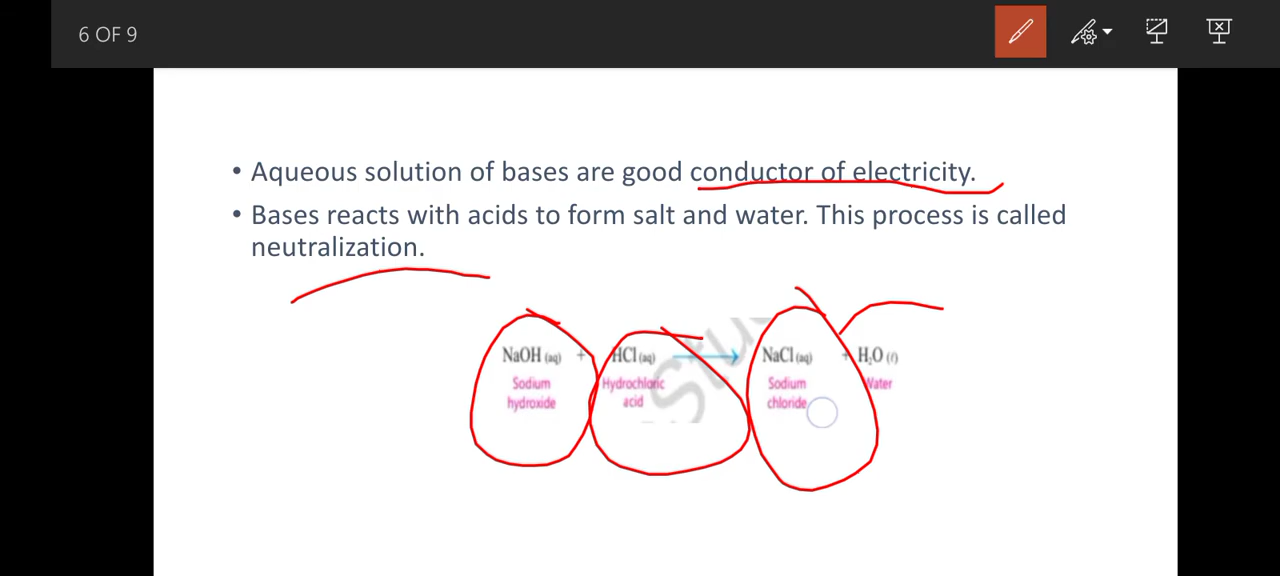 6 OF 9
• Aqueous solution of bases are good conductor of electricity.
• Bases reacts with acids to form salt and water. This process is called
neutralization.
NaOH (aq) + HCl (aq) → NaCl (aq) + H₂O (l)
Sodium Hydrochloric Sodium Water
hydroxide acid chloride
Stu